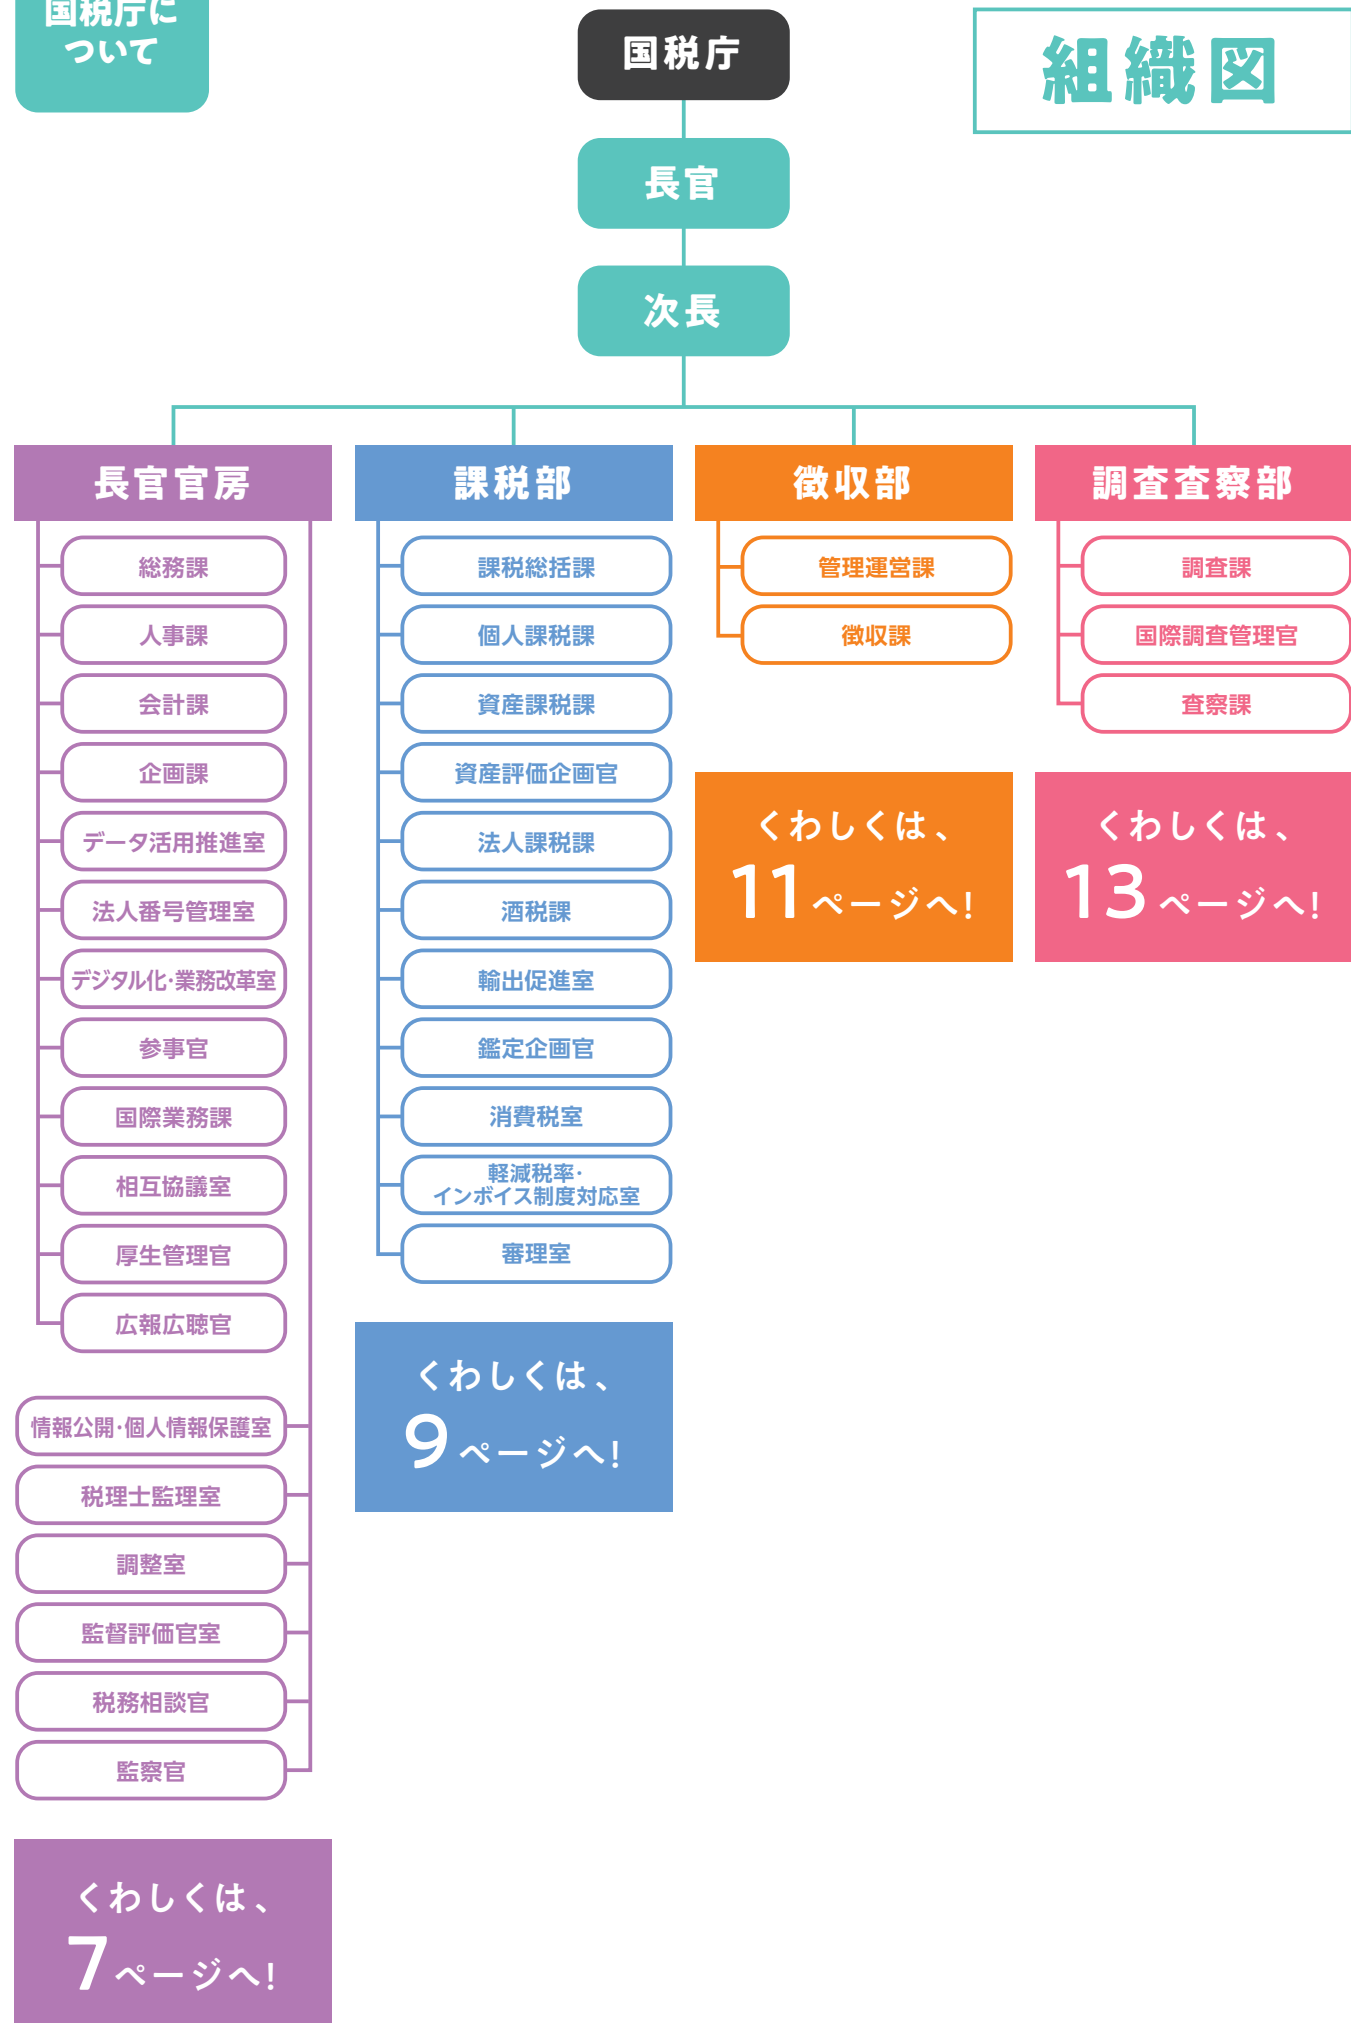 国税庁に
ついて
国税庁
組織図
長官
次長
長官官房
総務課
人事課
会計課
企画課
データ活用推進室
法人番号管理室
デジタル化･業務改革室
参事官
国際業務課
相互協議室
厚生管理官
広報広聴官
情報公開･個人情報保護室
税理士監理室
調整室
監督評価官室
税務相談官
監察官
くわしくは、
7ページへ!
課税部
課税総括課
個人課税課
資産課税課
資産評価企画官
法人課税課
酒税課
輸出促進室
鑑定企画官
消費税室
軽減税率･
インボイス制度対応室
審理室
くわしくは、
9ページへ!
徴収部
管理運営課
徴収課
くわしくは、
11ページへ!
調査査察部
調査課
国際調査管理官
査察課
くわしくは、
13ページへ!